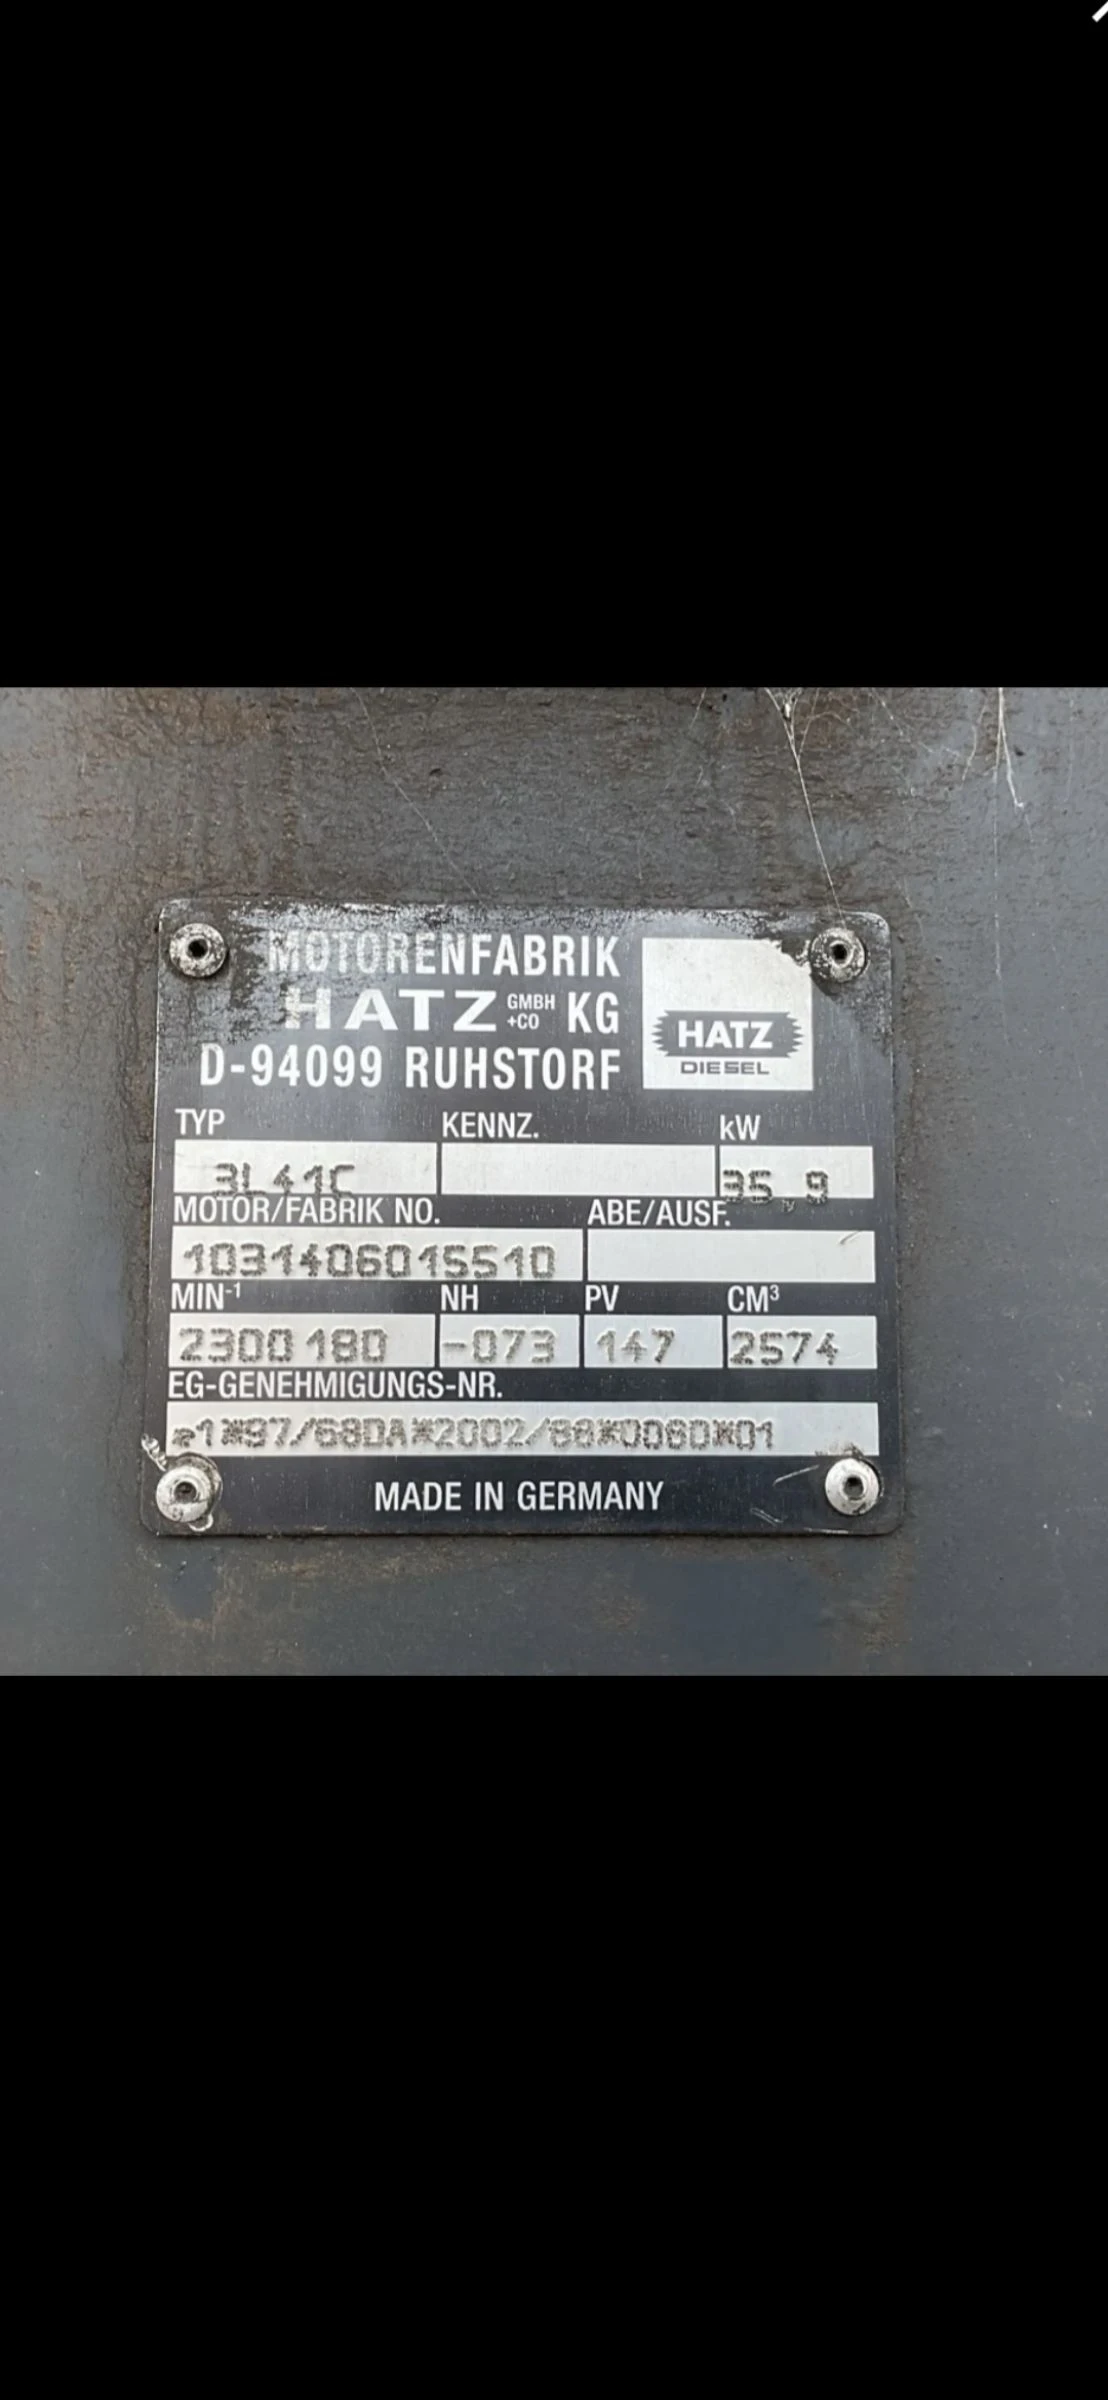 MOTORENFABRIK
HATZ GMBH +CO KG
D-94099 RUHSTORF
HATZ
DIESEL
TYP KENNZ. kW
3L41C 35,9
MOTOR/FABRIK NO. ABE/AUSF.
1031406015510
MIN-1 NH PV CM³
2300 180 -073 147 2574
EG-GENEHMIGUNGS-NR.
e1*97/68DA*2002/88*0060*01
MADE IN GERMANY